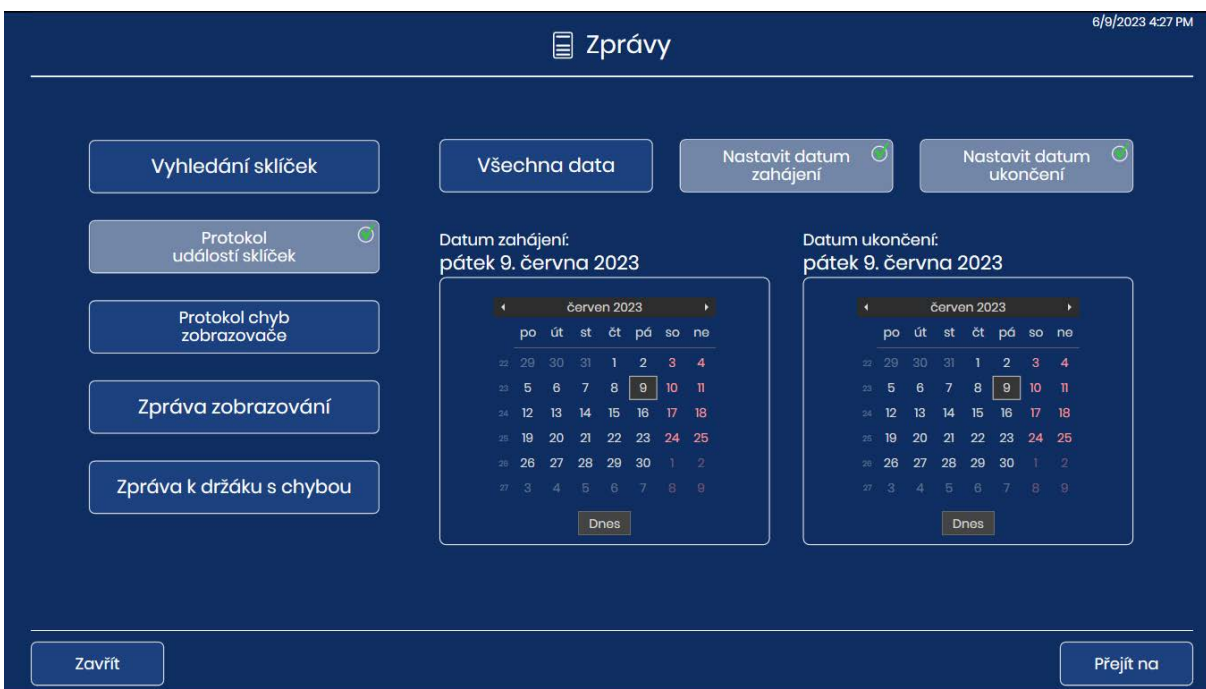 6/9/2023 4:27 PM
Zprávy
Vyhledání sklíček
Všechna data
Nastavit datum
zahájení
Nastavit datum
ukončení
Protokol
událostí sklíček
Protokol chyb
zobrazovače
Zpráva zobrazování
Zpráva k držáku s chybou
Datum zahájení:
pátek 9. června 2023
červen 2023
po út st čt pá so ne
22 29 30 31 1 2 3 4
23 5 6 7 8 9 10 11
24 12 13 14 15 16 17 18
25 19 20 21 22 23 24 25
26 26 27 28 29 30 1 2
27 3 4 5 6 7 8 9
Dnes
Datum ukončení:
pátek 9. června 2023
červen 2023
po út st čt pá so ne
22 29 30 31 1 2 3 4
23 5 6 7 8 9 10 11
24 12 13 14 15 16 17 18
25 19 20 21 22 23 24 25
26 26 27 28 29 30 1 2
27 3 4 5 6 7 8 9
Dnes
Zavřít
Přejít na